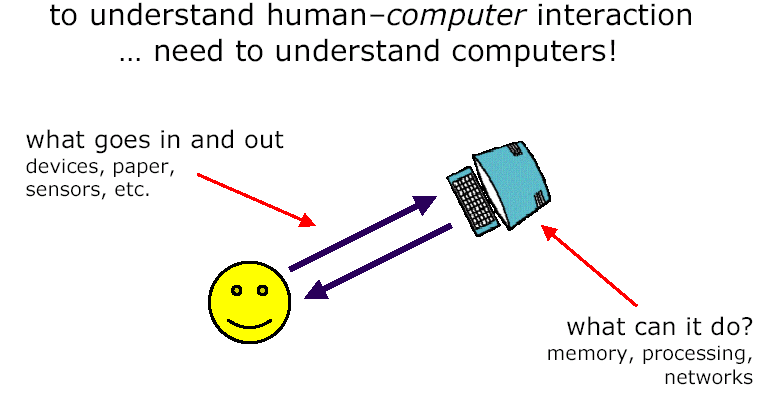 to understand human–computer interaction
… need to understand computers!
what goes in and out
devices, paper,
sensors, etc.
what can it do?
memory, processing,
networks